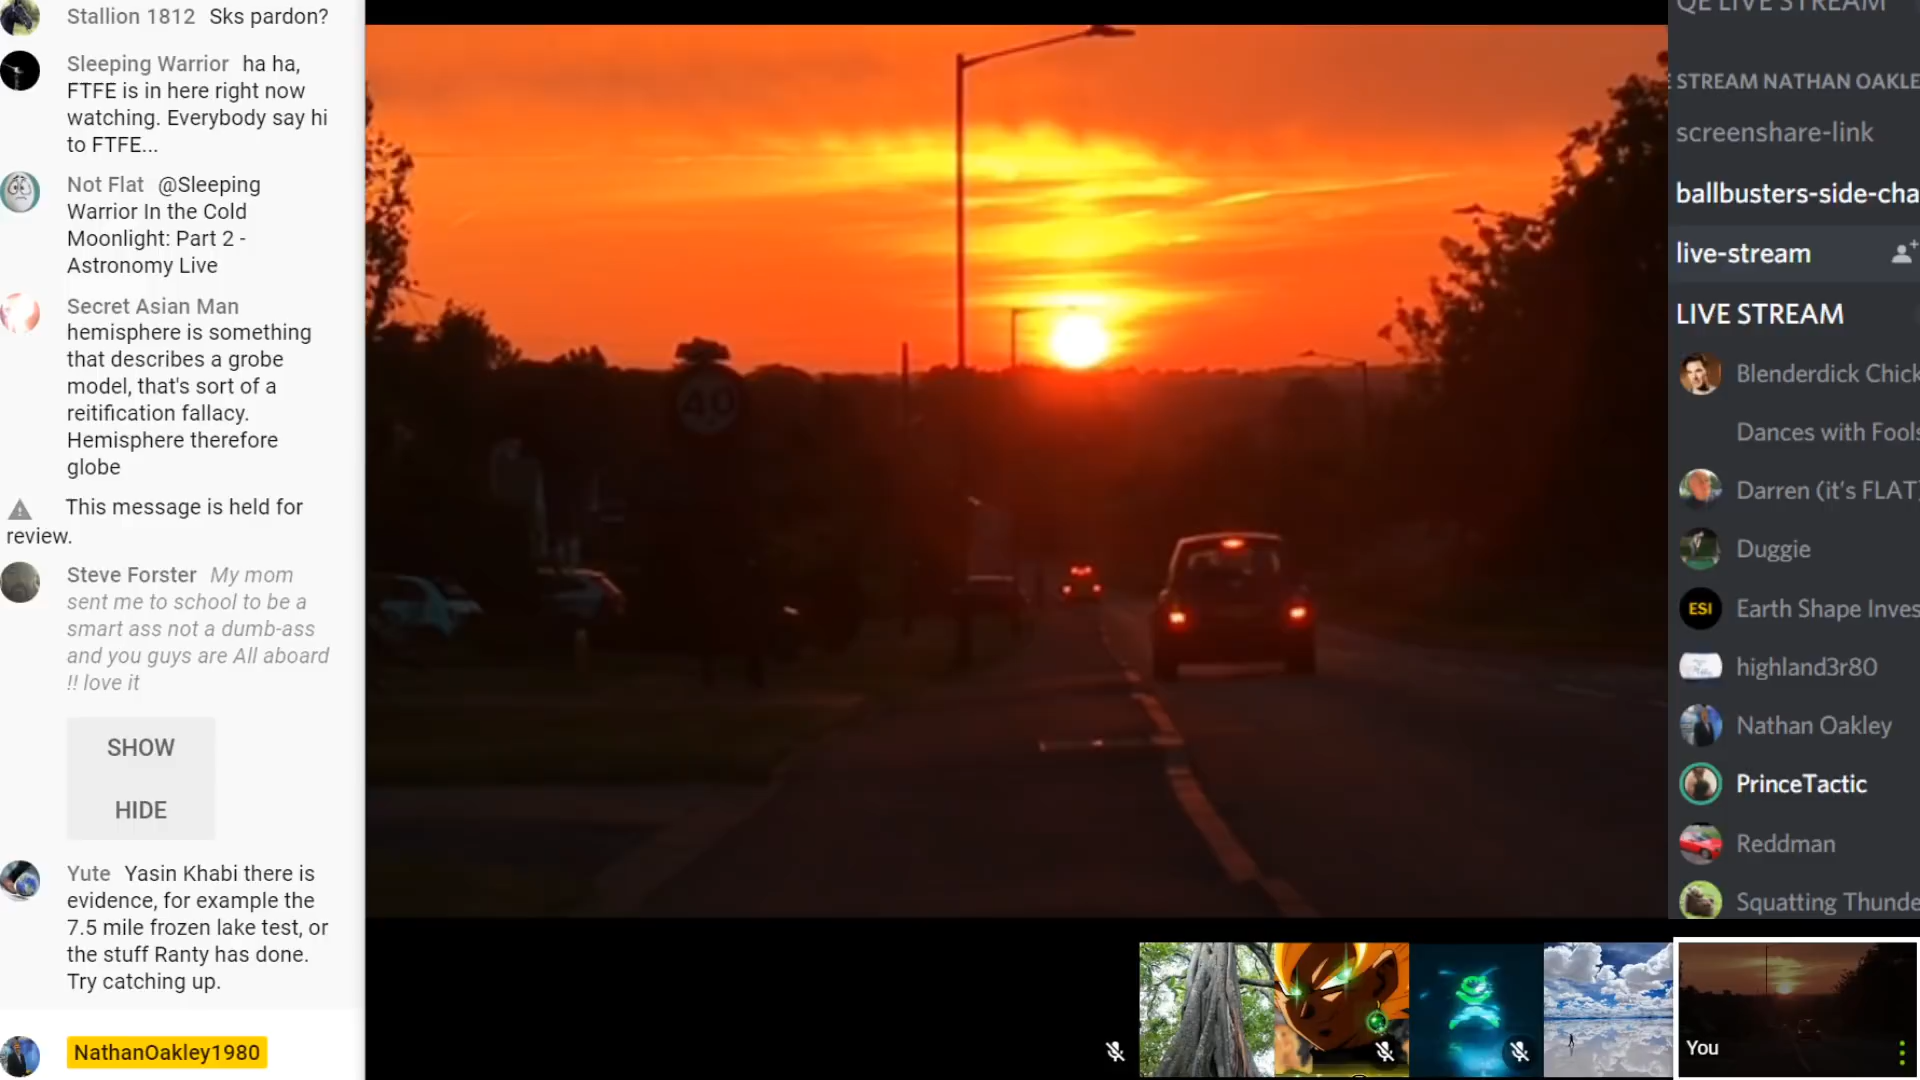 Stallion 1812 Sks pardon?
Sleeping Warrior ha ha,
FTFE is in here right now
watching. Everybody say hi
to FTFE...
Not Flat @Sleeping
Warrior In the Cold
Moonlight: Part 2 -
Astronomy Live
Secret Asian Man
hemisphere is something
that describes a grobe
model, that's sort of a
reitification fallacy.
Hemisphere therefore
globe
This message is held for
review.
Steve Forster My mom
sent me to school to be a
smart ass not a dumb-ass
and you guys are All aboard
!! love it
SHOW
HIDE
Yute Yasin Khabi there is
evidence, for example the
7.5 mile frozen lake test, or
the stuff Ranty has done.
Try catching up.
NathanOakley1980
40
QE LIVE STREAM
E STREAM NATHAN OAKLE
screenshare-link
ballbusters-side-cha
live-stream
LIVE STREAM
Blenderdick Chick
Dances with Fools
Darren (it's FLAT)
Duggie
ESI Earth Shape Inves
highland3r80
Nathan Oakley
PrinceTactic
Reddman
Squatting Thunde
You